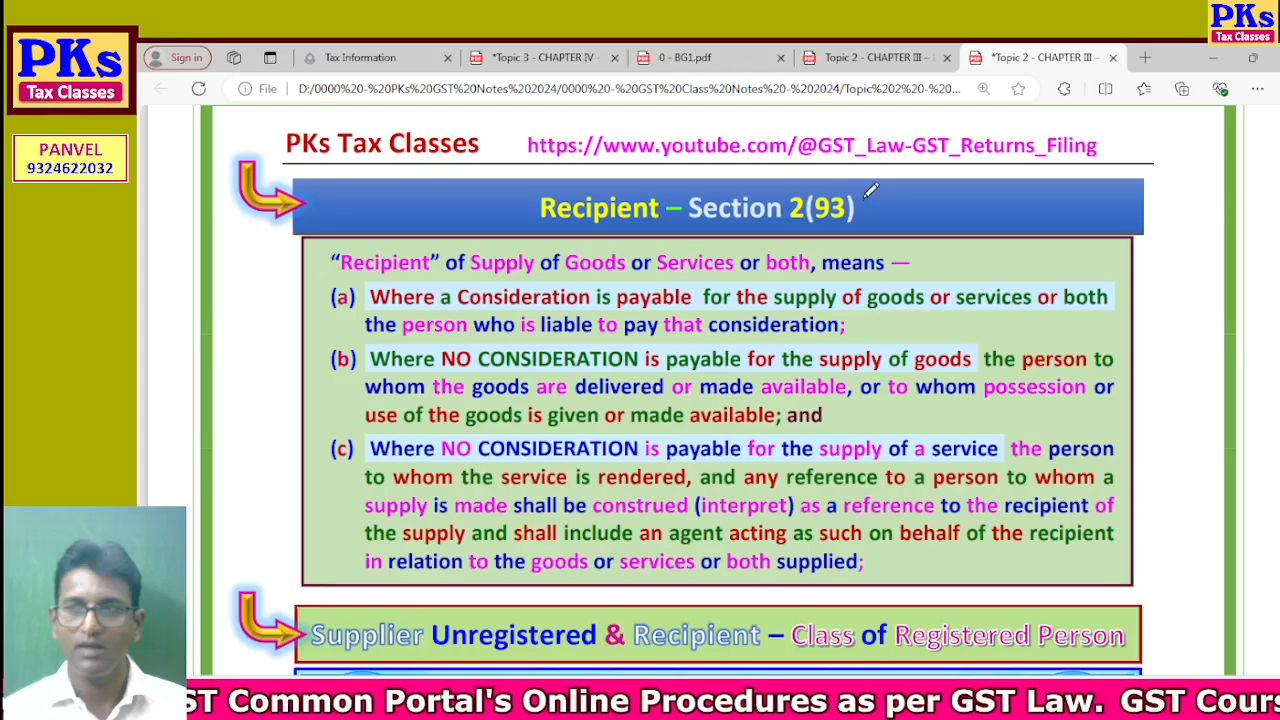 PKs
Tax Classes
PKs
Tax Classes
PANVEL
9324622032
Sign in
Tax Information
*Topic 3 - CHAPTER IV -
0 - BG1.pdf
Topic 2 - CHAPTER III – L
*Topic 2 - CHAPTER III –
File
D:/0000%20-%20PKs%20GST%20Notes%202024/0000%20-%20GST%20Class%20Notes%20-%202024/Topic%202%20-%20...
PKs Tax Classes https://www.youtube.com/@GST_Law-GST_Returns_Filing
Recipient – Section 2(93)
“Recipient” of Supply of Goods or Services or both, means —
(a) Where a Consideration is payable for the supply of goods or services or both
the person who is liable to pay that consideration;
(b) Where NO CONSIDERATION is payable for the supply of goods the person to
whom the goods are delivered or made available, or to whom possession or
use of the goods is given or made available; and
(c) Where NO CONSIDERATION is payable for the supply of a service the person
to whom the service is rendered, and any reference to a person to whom a
supply is made shall be construed (interpret) as a reference to the recipient of
the supply and shall include an agent acting as such on behalf of the recipient
in relation to the goods or services or both supplied;
Supplier Unregistered & Recipient – Class of Registered Person
ST Common Portal's Online Procedures as per GST Law. GST Cours